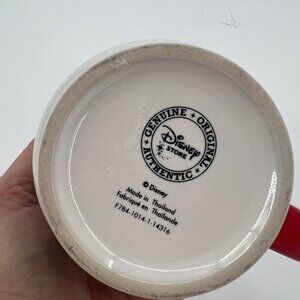 GENUINE • ORIGINAL
Disney
STORE
AUTHENTIC
© Disney
Made in Thailand
Fabriqué en Thaïlande
F784-1014-1-14316